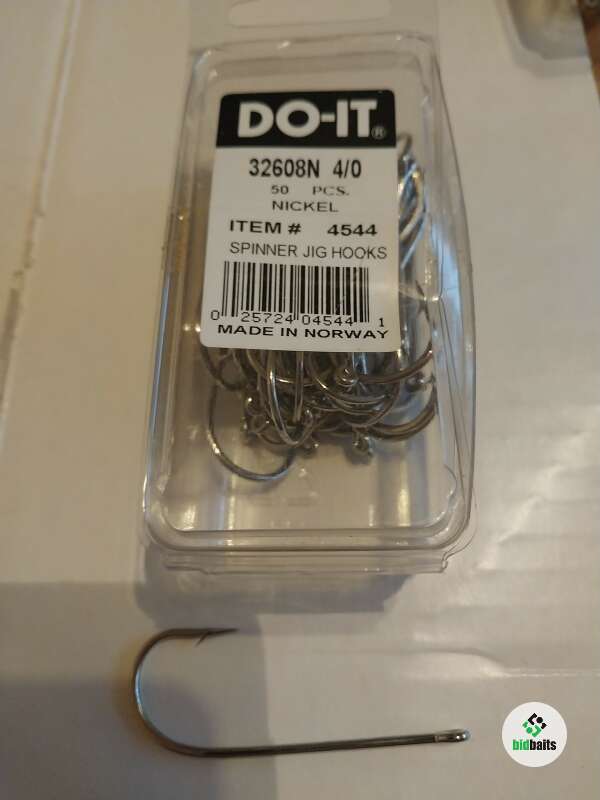 DO-IT®
32608N 4/0
50 PCS.
NICKEL
ITEM # 4544
SPINNER JIG HOOKS
0 25724 04544 1
MADE IN NORWAY
bidbaits